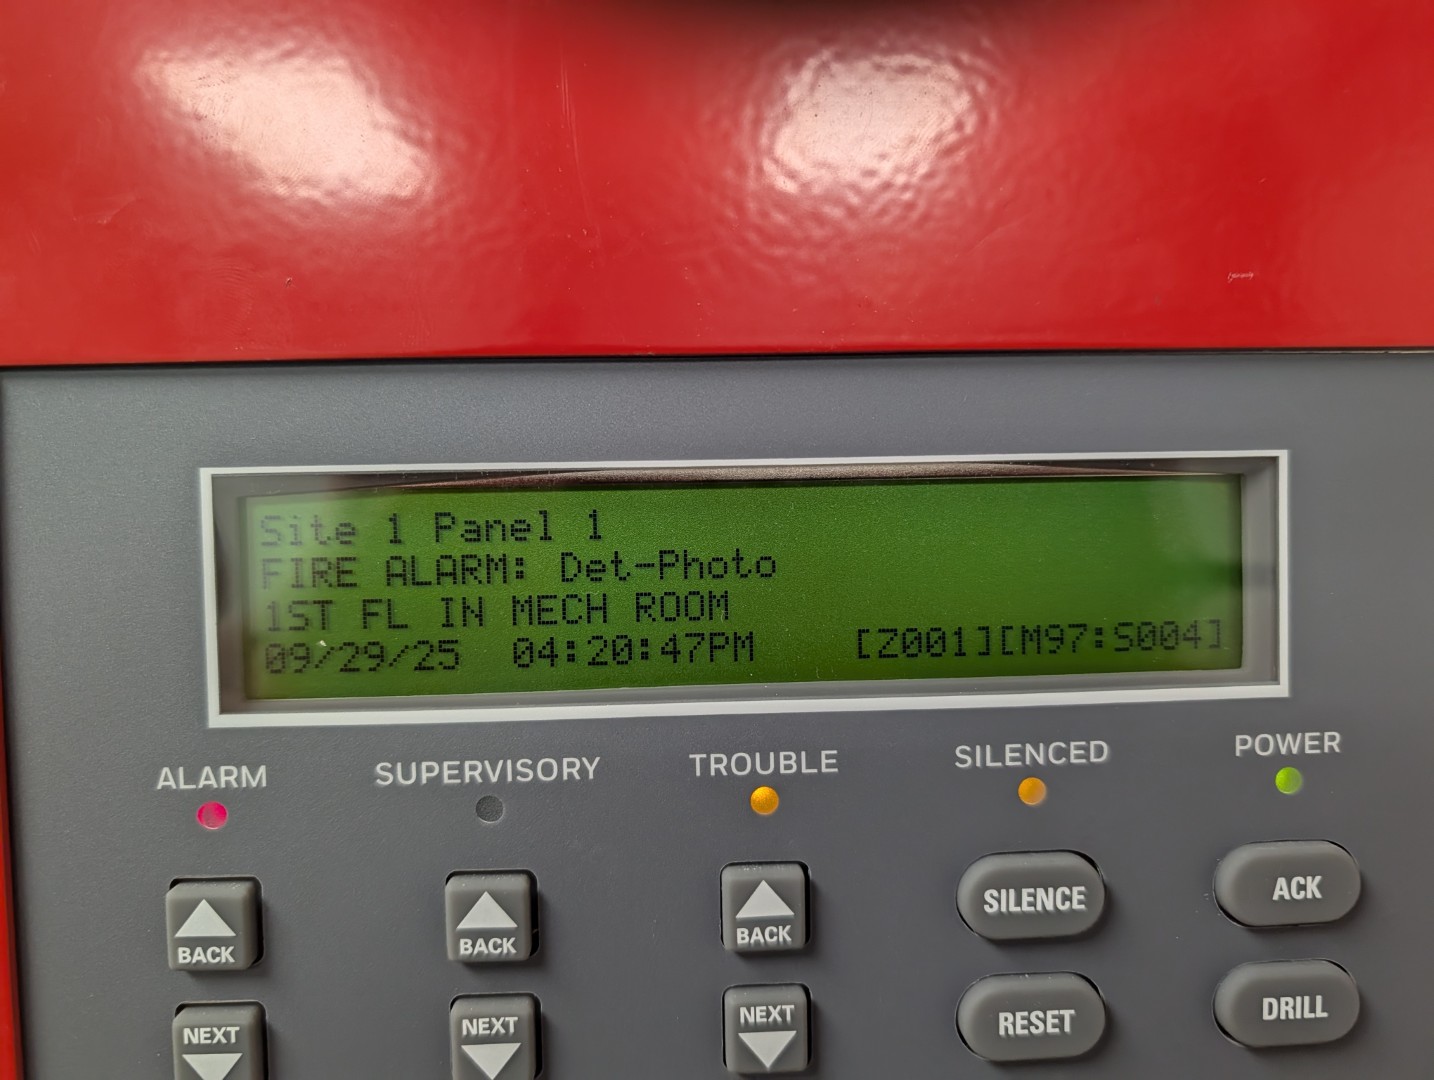 Site 1 Panel 1
FIRE ALARM: Det-Photo
1ST FL IN MECH ROOM
09/29/25 04:20:47PM [Z001][M97:S004]
ALARM SUPERVISORY TROUBLE SILENCED POWER
BACK BACK BACK SILENCE ACK
NEXT NEXT NEXT RESET DRILL